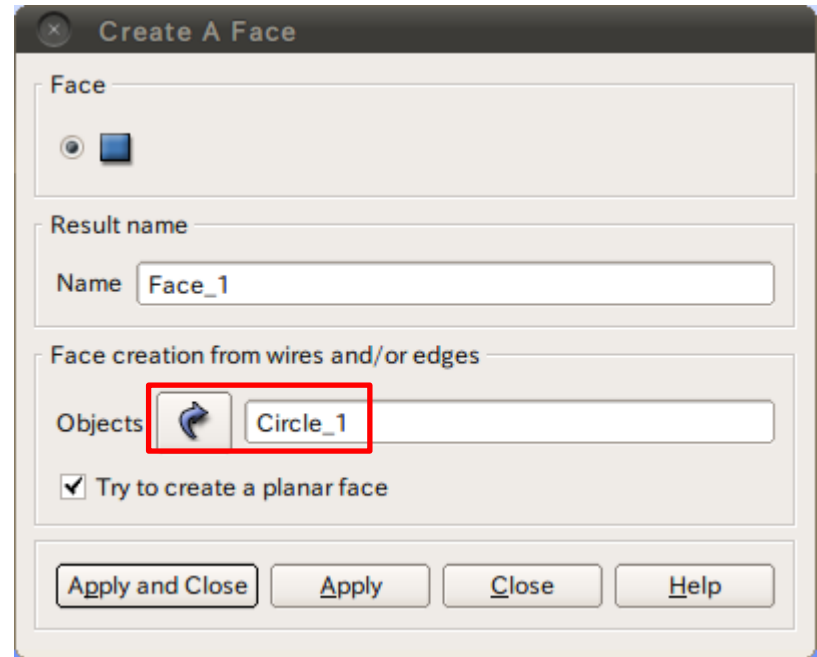 Create A Face
Face
Result name
Name Face_1
Face creation from wires and/or edges
Objects Circle_1
Try to create a planar face
Apply and Close Apply Close Help